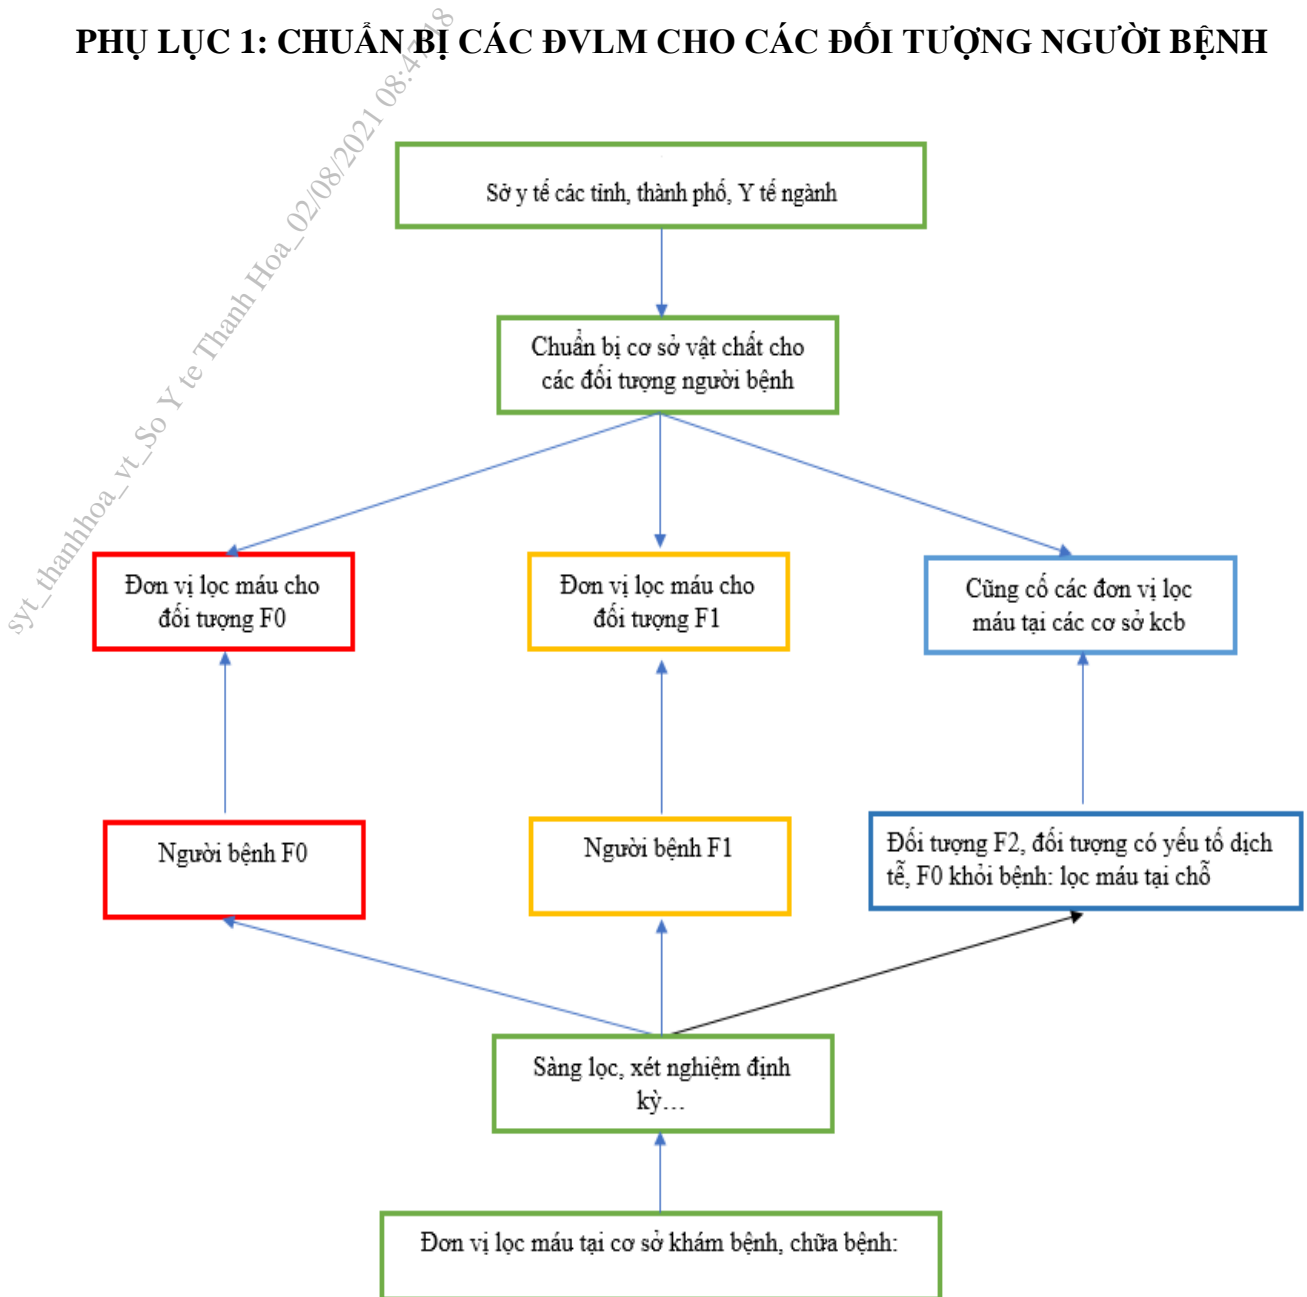 PHỤ LỤC 1: CHUẨN BỊ CÁC ĐVLM CHO CÁC ĐỐI TƯỢNG NGƯỜI BỆNH
syt_thanhhoa_vt_So Y te Thanh Hoa_02/08/2021 08:47:18
Sở y tế các tỉnh, thành phố, Y tế ngành
Chuẩn bị cơ sở vật chất cho
các đối tượng người bệnh
Đơn vị lọc máu cho
đối tượng F0
Đơn vị lọc máu cho
đối tượng F1
Cũng cố các đơn vị lọc
máu tại các cơ sở kcb
Người bệnh F0
Người bệnh F1
Đối tượng F2, đối tượng có yếu tố dịch
tễ, F0 khỏi bệnh: lọc máu tại chỗ
Sàng lọc, xét nghiệm định
kỳ…
Đơn vị lọc máu tại cơ sở khám bệnh, chữa bệnh: